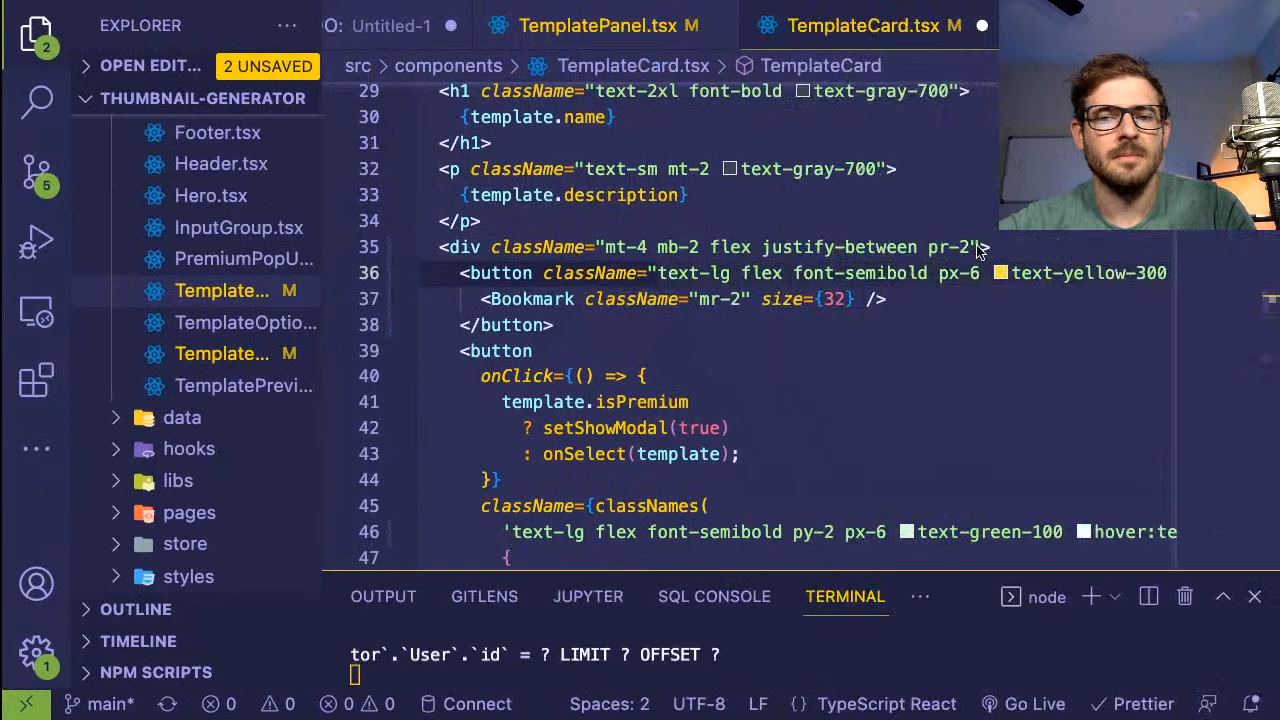 2
EXPLORER
OPEN EDIT... 2 UNSAVED
THUMBNAIL-GENERATOR
Footer.tsx
Header.tsx
Hero.tsx
InputGroup.tsx
PremiumPopU...
Template... M
TemplateOptio...
Template... M
TemplatePrevi...
data
hooks
libs
pages
store
styles
OUTLINE
TIMELINE
NPM SCRIPTS
5
1
O: Untitled-1
TemplatePanel.tsx M
TemplateCard.tsx M
src > components > TemplateCard.tsx > TemplateCard
29 <h1 className="text-2xl font-bold text-gray-700">
30 {template.name}
31 </h1>
32 <p className="text-sm mt-2 text-gray-700">
33 {template.description}
34 </p>
35 <div className="mt-4 mb-2 flex justify-between pr-2">
36 <button className="text-lg flex font-semibold px-6 text-yellow-300
37 <Bookmark className="mr-2" size={32} />
38 </button>
39 <button
40 onClick={() => {
41 template.isPremium
42 ? setShowModal(true)
43 : onSelect(template);
44 }}
45 className={classNames(
46 'text-lg flex font-semibold py-2 px-6 text-green-100 hover:te
47 {
OUTPUT GITLENS JUPYTER SQL CONSOLE TERMINAL ... node
tor`.`User`.`id` = ? LIMIT ? OFFSET ?
main* 0 0 0 0 Connect Spaces: 2 UTF-8 LF {} TypeScript React Go Live Prettier